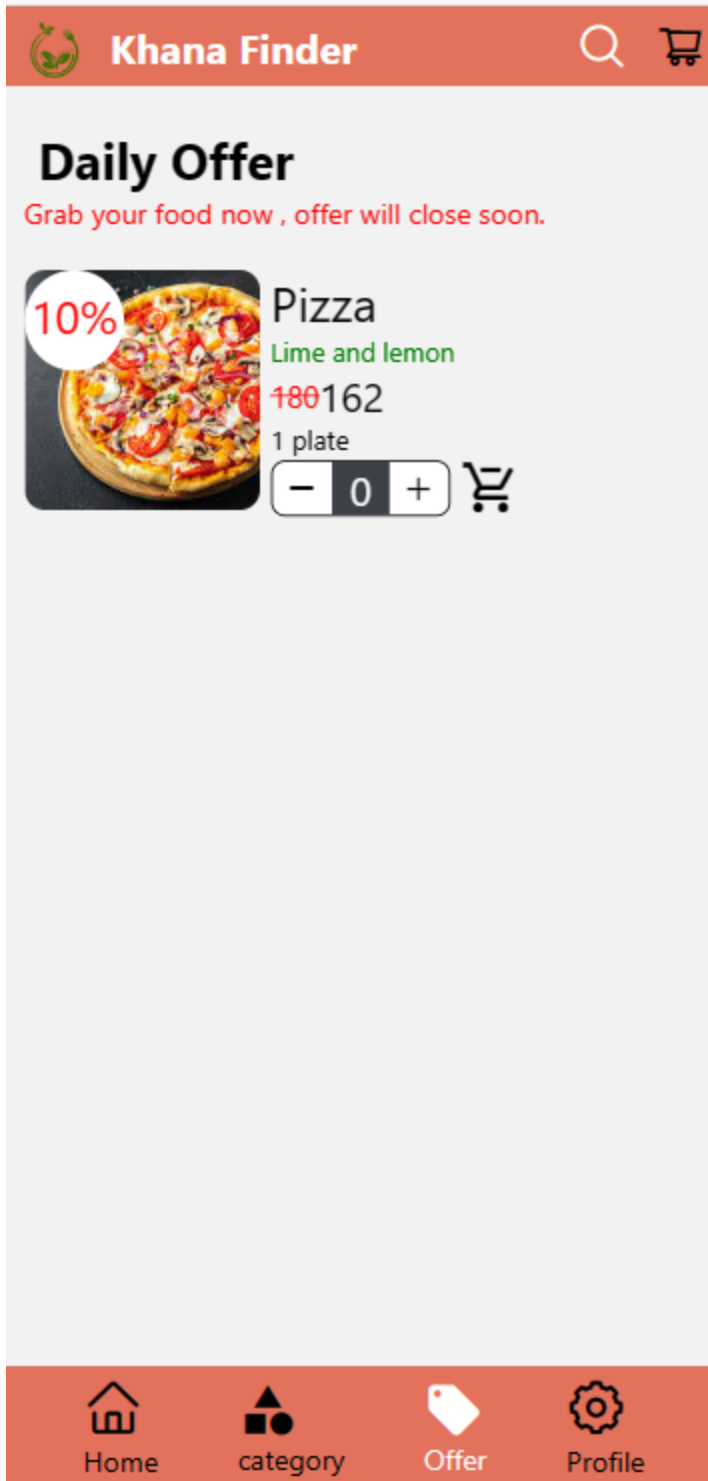 Khana Finder
Daily Offer
Grab your food now , offer will close soon.
10%
Pizza
Lime and lemon
180162
1 plate
0
Home category Offer Profile